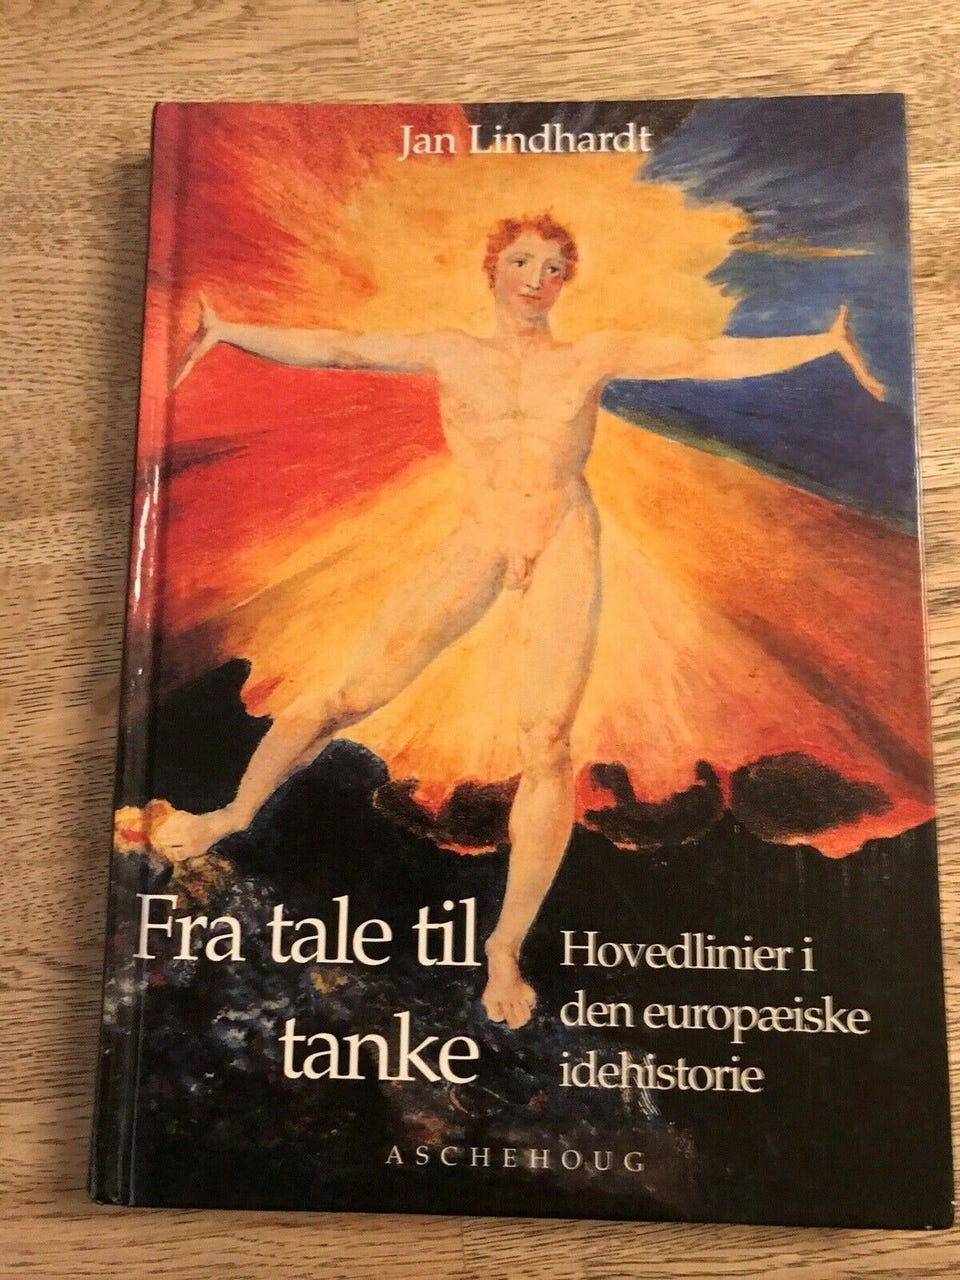 Jan Lindhardt
Fra tale til
tanke
Hovedlinier i
den europæiske
idehistorie
ASCHEHOUG